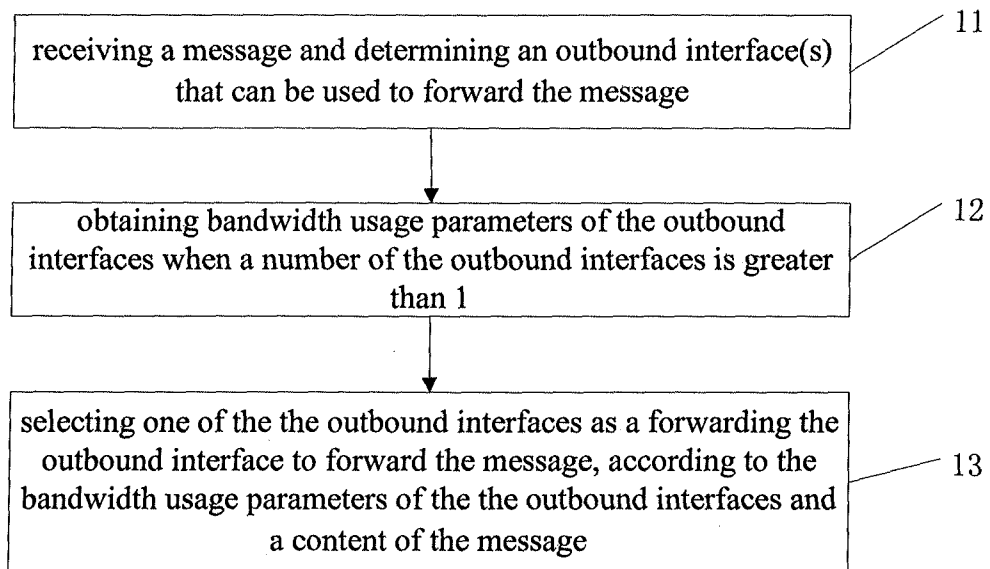 receiving a message and determining an outbound interface(s)
that can be used to forward the message
11
obtaining bandwidth usage parameters of the outbound
interfaces when a number of the outbound interfaces is greater
than 1
12
selecting one of the the outbound interfaces as a forwarding the
outbound interface to forward the message, according to the
bandwidth usage parameters of the the outbound interfaces and
a content of the message
13